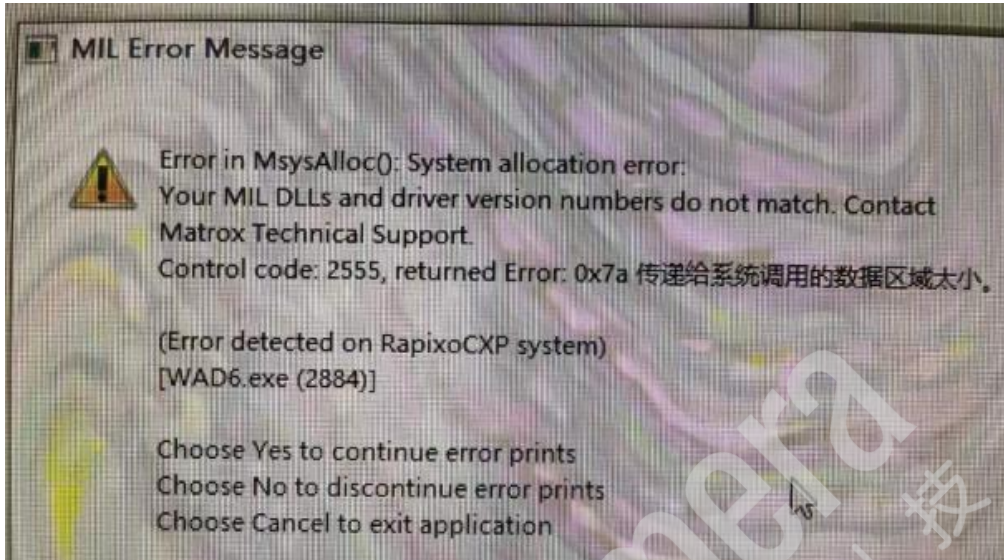 MIL Error Message
Error in MsysAlloc(): System allocation error:
Your MIL DLLs and driver version numbers do not match. Contact
Matrox Technical Support.
Control code: 2555, returned Error: 0x7a 传递给系统调用的数据区域太小。
(Error detected on RapixoCXP system)
[WAD6.exe (2884)]
Choose Yes to continue error prints
Choose No to discontinue error prints
Choose Cancel to exit application
mera
技